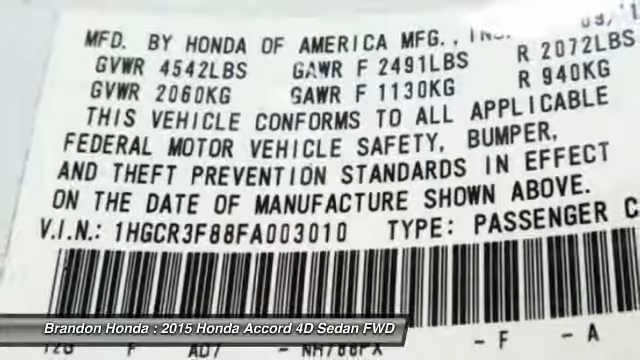 MFD. BY HONDA OF AMERICA MFG., INC.
GVWR 4542LBS GAWR F 2491LBS R 2072LBS
GVWR 2060KG GAWR F 1130KG R 940KG
THIS VEHICLE CONFORMS TO ALL APPLICABLE
FEDERAL MOTOR VEHICLE SAFETY, BUMPER,
AND THEFT PREVENTION STANDARDS IN EFFECT
ON THE DATE OF MANUFACTURE SHOWN ABOVE.
V.I.N.: 1HGCR3F88FA003010 TYPE: PASSENGER C
Brandon Honda : 2015 Honda Accord 4D Sedan FWD
- F - A